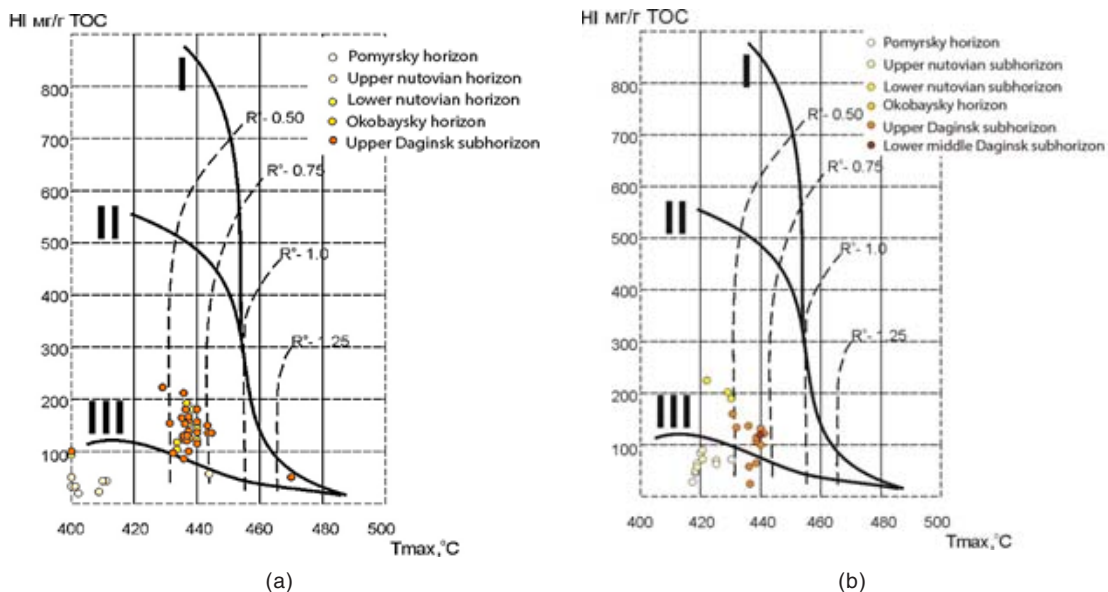 HI мг/г TOC
800
700
600
500
400
300
200
100
0
400
420
440
460
480
500
Tmax,°C
I
II
III
R°- 0.50
R°- 0.75
R°- 1.0
R°- 1.25
Pomyrsky horizon
Upper nutovian horizon
Lower nutovian horizon
Okobaysky horizon
Upper Daginsk subhorizon
(a)
HI мг/г TOC
800
700
600
500
400
300
200
100
0
400
420
440
460
480
500
Tmax,°C
I
II
III
R°- 0.50
R°- 0.75
R°- 1.0
R°- 1.25
Pomyrsky horizon
Upper nutovian subhorizon
Lower nutovian subhorizon
Okobaysky horizon
Upper Daginsk subhorizon
Lower middle Daginsk subhorizon
(b)